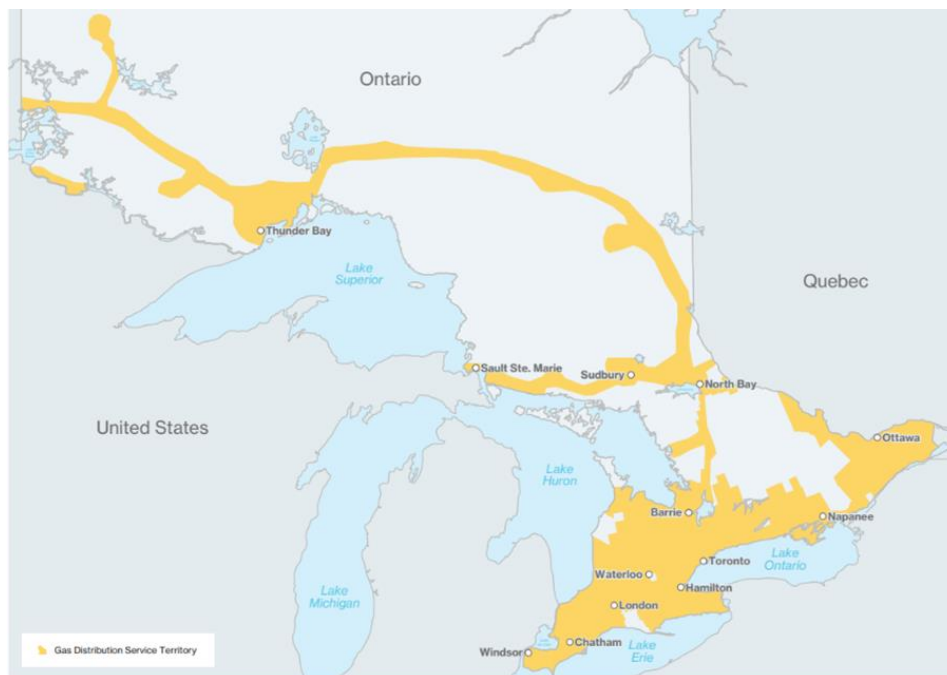 Ontario
Thunder Bay
Lake
Superior
Quebec
Sault Ste. Marie
Sudbury
North Bay
United States
Ottawa
Lake
Huron
Barrie
Napanee
Toronto
Lake
Ontario
Waterloo
Hamilton
Lake
Michigan
London
Chatham
Windsor
Lake
Erie
Gas Distribution Service Territory